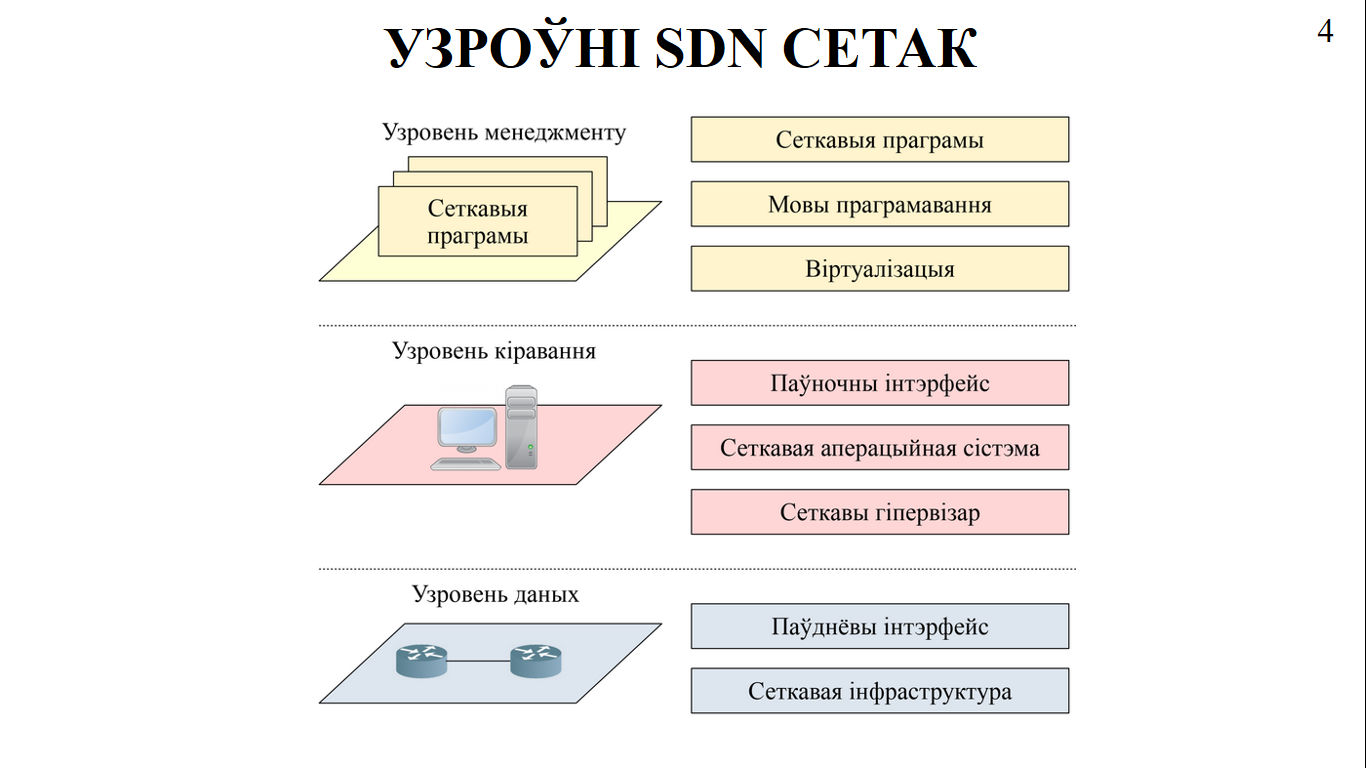 УЗРОЎНІ SDN СЕТАК
4
Узровень менеджменту
Сеткавыя
праграмы
Сеткавыя праграмы
Мовы праграмавання
Віртуалізацыя
Узровень кіравання
Паўночны інтэрфейс
Сеткавая аперацыйная сістэма
Сеткавы гіпервізар
Узровень даных
Паўднёвы інтэрфейс
Сеткавая інфраструктура